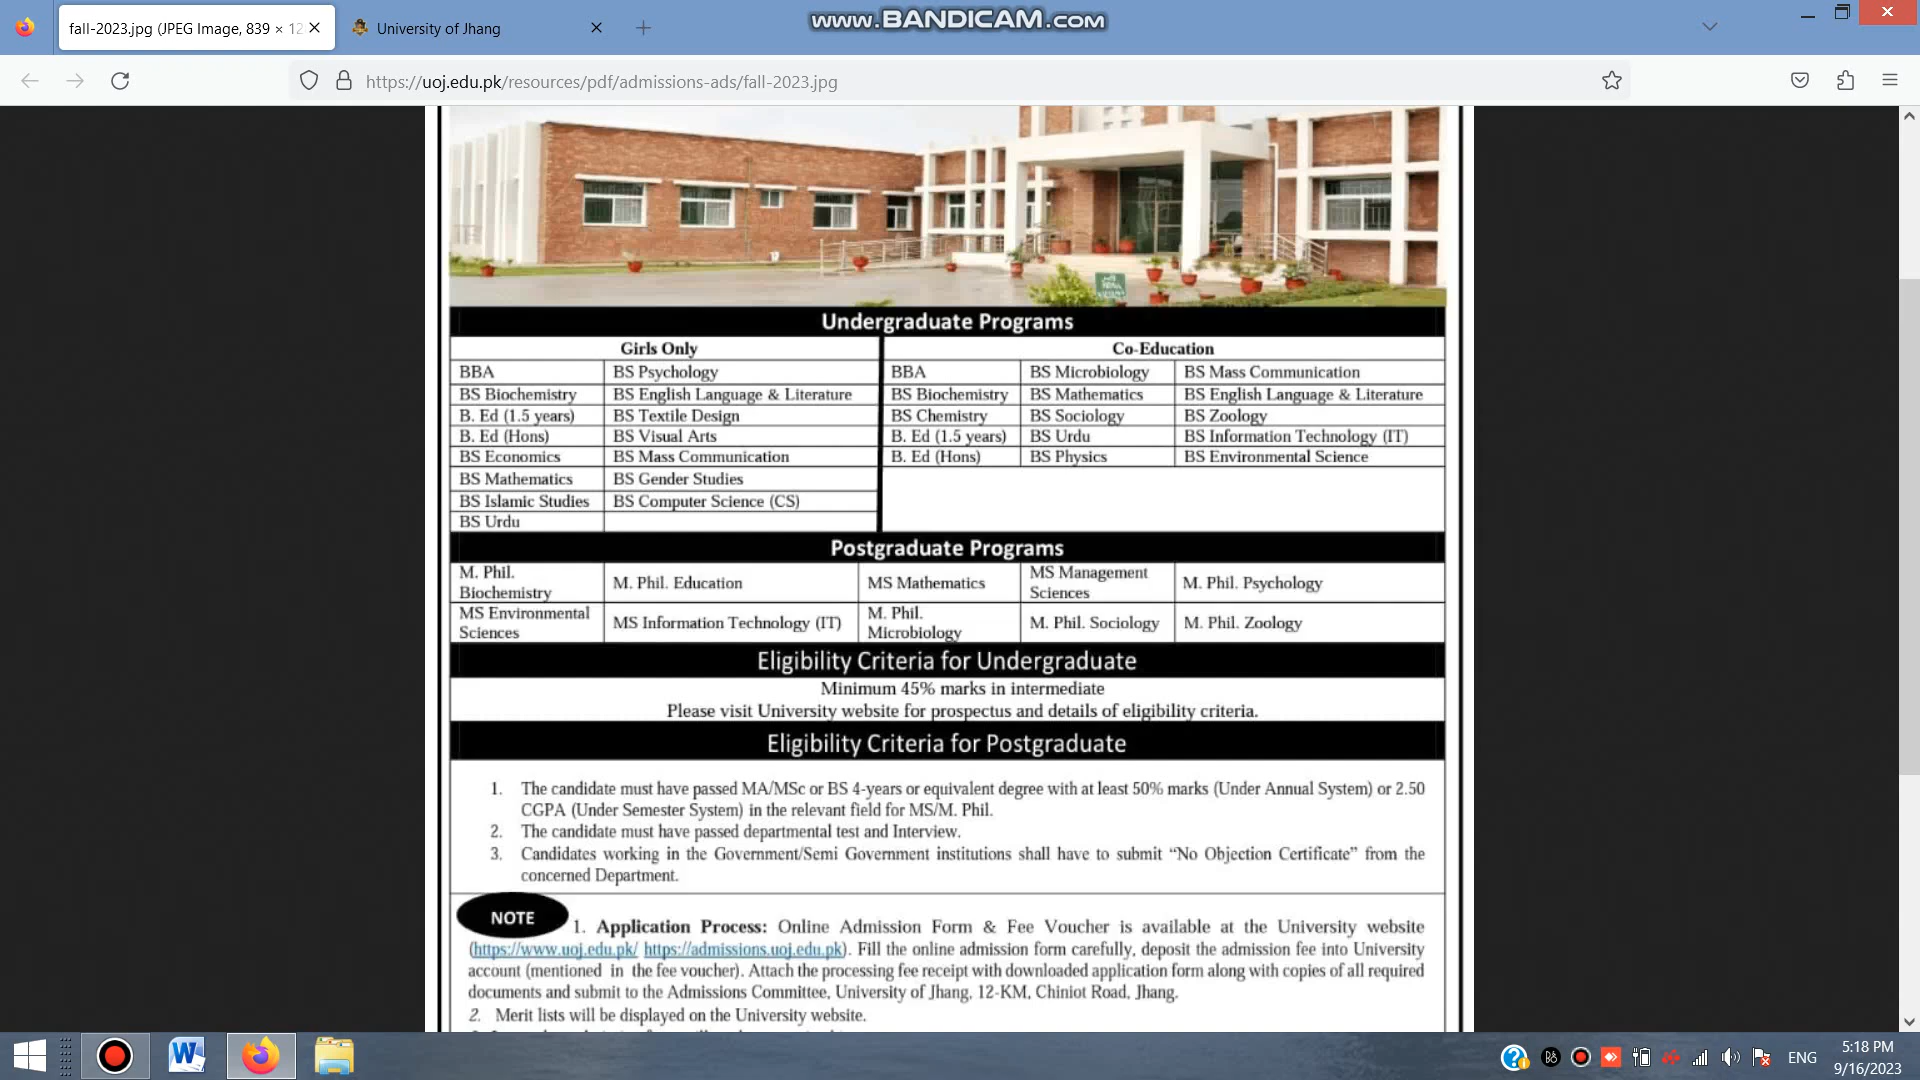 fall-2023.jpg (JPEG Image, 839 × 12
University of Jhang
www.BANDICAM.com
https://uoj.edu.pk/resources/pdf/admissions-ads/fall-2023.jpg
Undergraduate Programs
Girls Only
Co-Education
BBA
BS Psychology
BBA
BS Microbiology
BS Mass Communication
BS Biochemistry
BS English Language & Literature
BS Biochemistry
BS Mathematics
BS English Language & Literature
B. Ed (1.5 years)
BS Textile Design
BS Chemistry
BS Sociology
BS Zoology
B. Ed (Hons)
BS Visual Arts
B. Ed (1.5 years)
BS Urdu
BS Information Technology (IT)
BS Economics
BS Mass Communication
B. Ed (Hons)
BS Physics
BS Environmental Science
BS Mathematics
BS Gender Studies
BS Islamic Studies
BS Computer Science (CS)
BS Urdu
Postgraduate Programs
M. Phil.
Biochemistry
M. Phil. Education
MS Mathematics
MS Management
Sciences
M. Phil. Psychology
MS Environmental
Sciences
MS Information Technology (IT)
M. Phil.
Microbiology
M. Phil. Sociology
M. Phil. Zoology
Eligibility Criteria for Undergraduate
Minimum 45% marks in intermediate
Please visit University website for prospectus and details of eligibility criteria.
Eligibility Criteria for Postgraduate
1. The candidate must have passed MA/MSc or BS 4-years or equivalent degree with at least 50% marks (Under Annual System) or 2.50
CGPA (Under Semester System) in the relevant field for MS/M. Phil.
2. The candidate must have passed departmental test and Interview.
3. Candidates working in the Government/Semi Government institutions shall have to submit “No Objection Certificate” from the
concerned Department.
NOTE
1. Application Process: Online Admission Form & Fee Voucher is available at the University website
(https://www.uoj.edu.pk/ https://admissions.uoj.edu.pk). Fill the online admission form carefully, deposit the admission fee into University
account (mentioned in the fee voucher). Attach the processing fee receipt with downloaded application form along with copies of all required
documents and submit to the Admissions Committee, University of Jhang, 12-KM, Chiniot Road, Jhang.
2. Merit lists will be displayed on the University website.
ENG
5:18 PM
9/16/2023